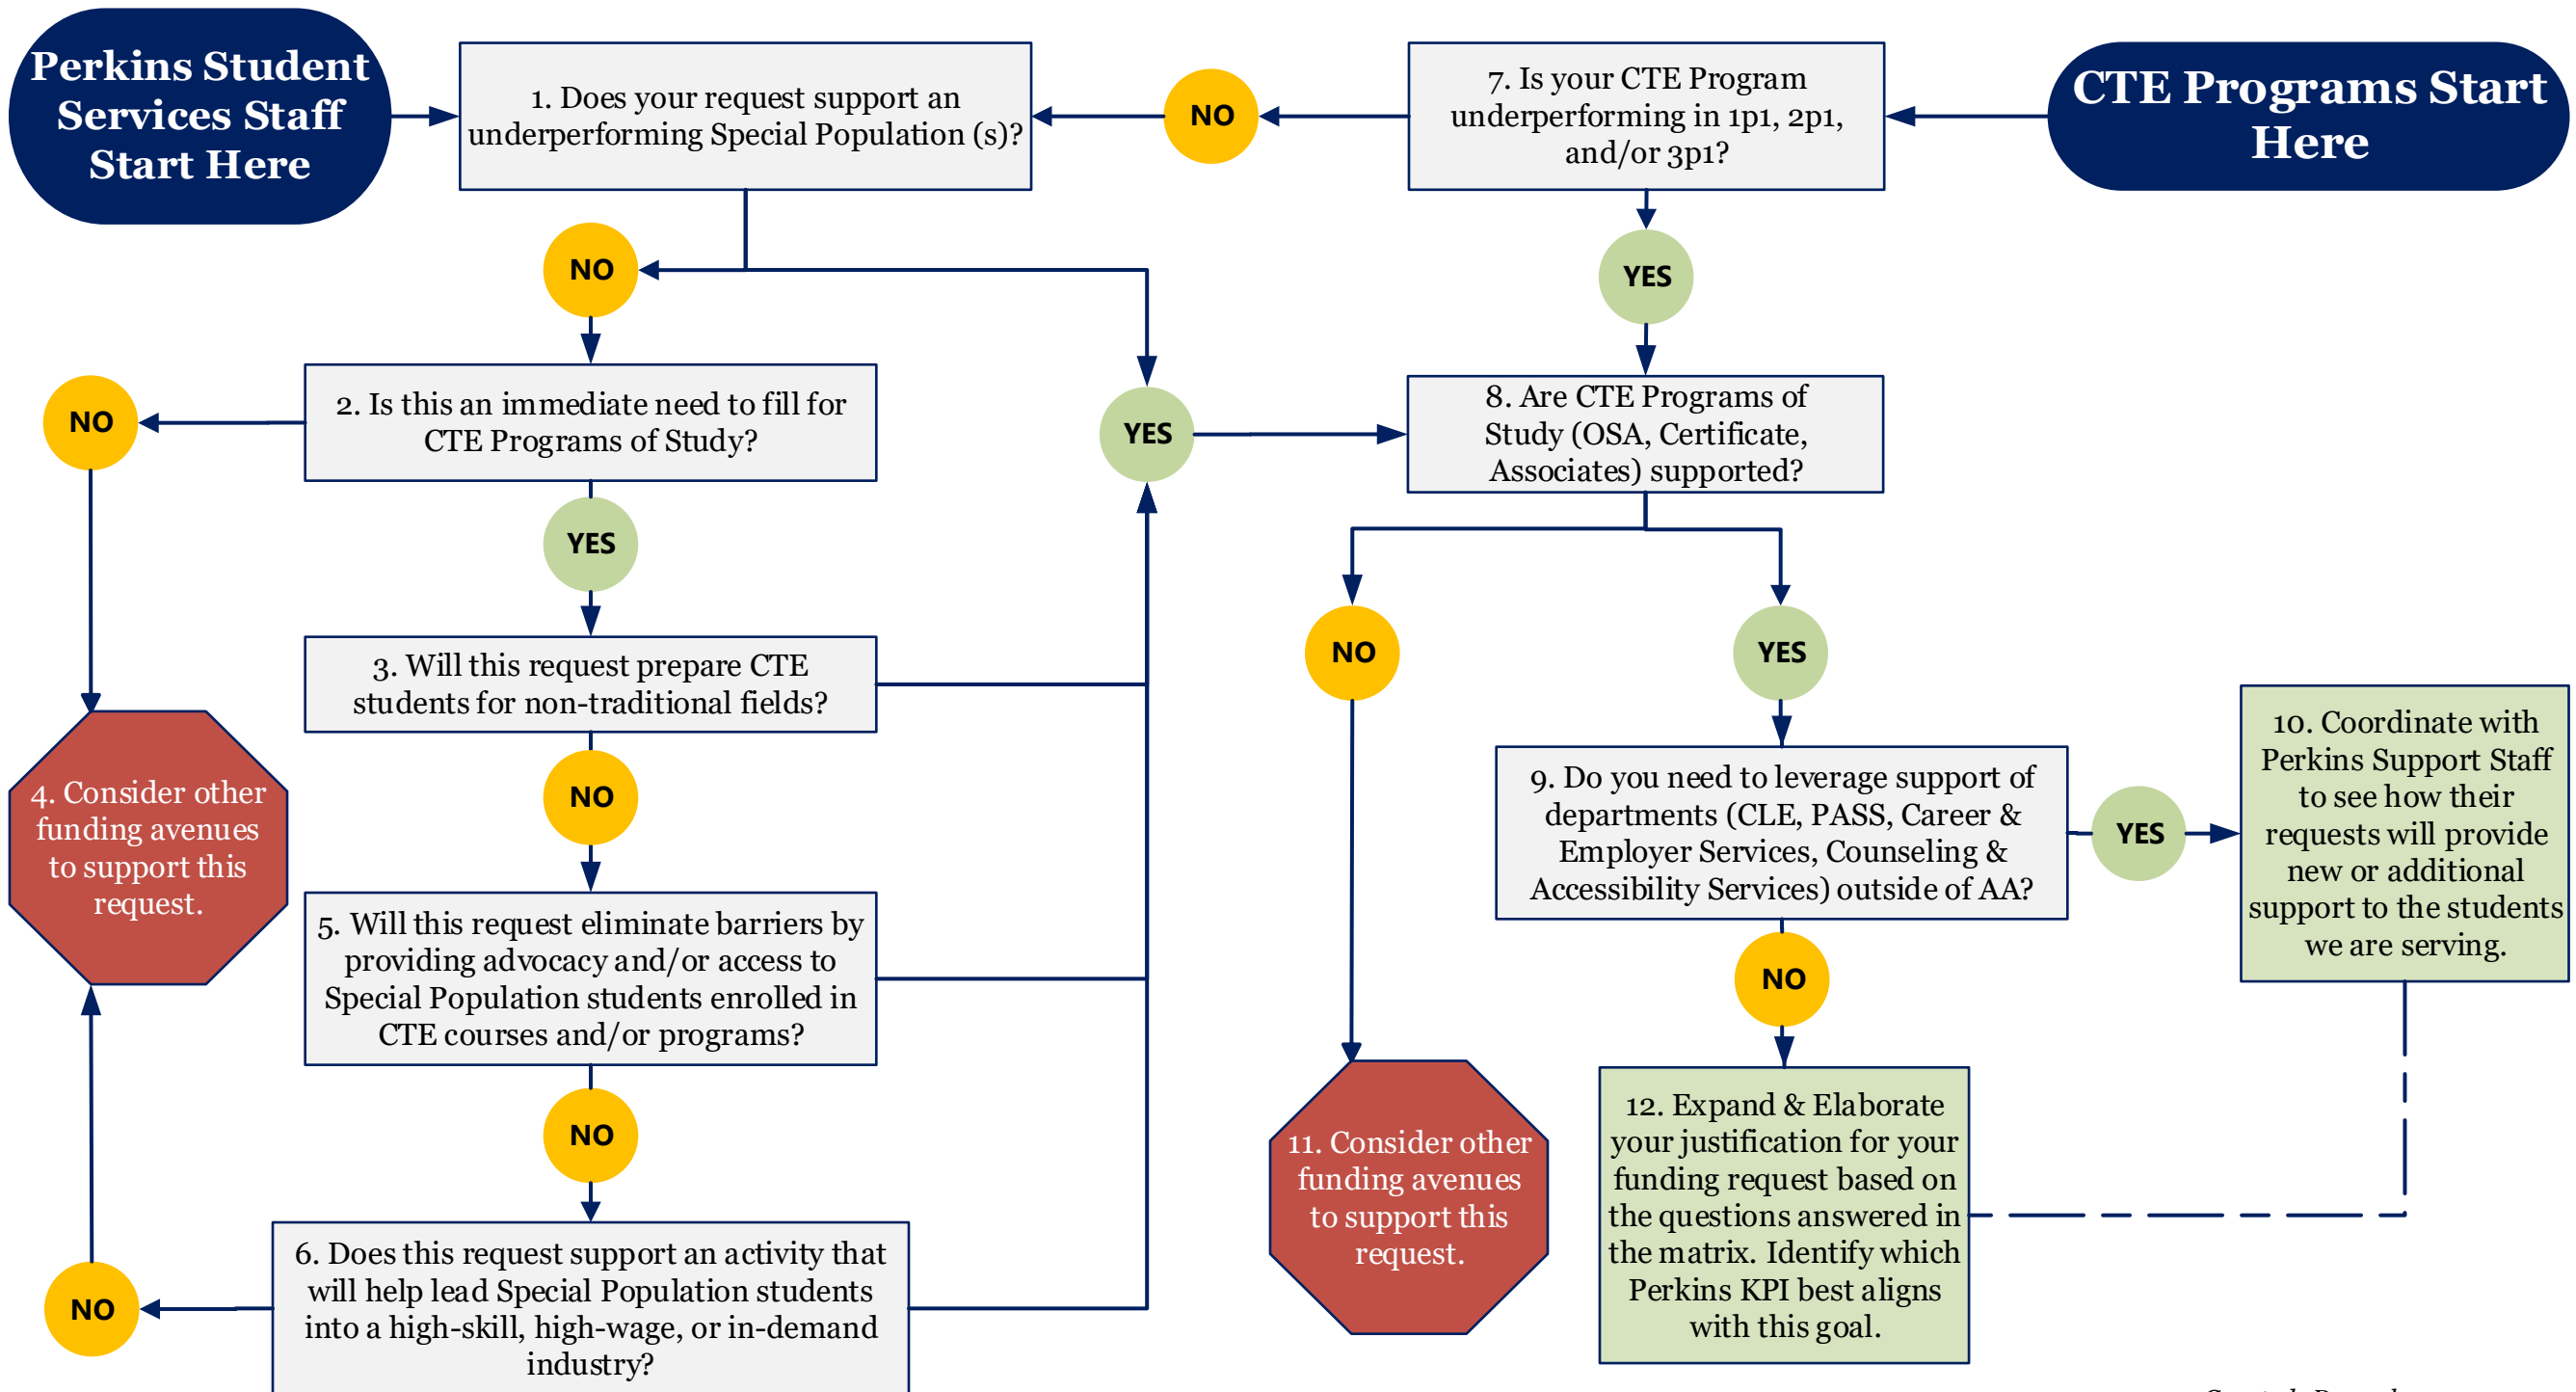 Perkins Student
Services Staff
Start Here
1. Does your request support an
underperforming Special Population (s)?
NO
7. Is your CTE Program
underperforming in 1p1, 2p1,
and/or 3p1?
CTE Programs Start
Here
NO
YES
2. Is this an immediate need to fill for
CTE Programs of Study?
NO
YES
8. Are CTE Programs of
Study (OSA, Certificate,
Associates) supported?
YES
3. Will this request prepare CTE
students for non-traditional fields?
NO
YES
NO
4. Consider other
funding avenues
to support this
request.
9. Do you need to leverage support of
departments (CLE, PASS, Career &
Employer Services, Counseling &
Accessibility Services) outside of AA?
YES
10. Coordinate with
Perkins Support Staff
to see how their
requests will provide
new or additional
support to the students
we are serving.
5. Will this request eliminate barriers by
providing advocacy and/or access to
Special Population students enrolled in
CTE courses and/or programs?
NO
NO
11. Consider other
funding avenues
to support this
request.
12. Expand & Elaborate
your justification for your
funding request based on
the questions answered in
the matrix. Identify which
Perkins KPI best aligns
with this goal.
6. Does this request support an activity that
will help lead Special Population students
into a high-skill, high-wage, or in-demand
industry?
NO